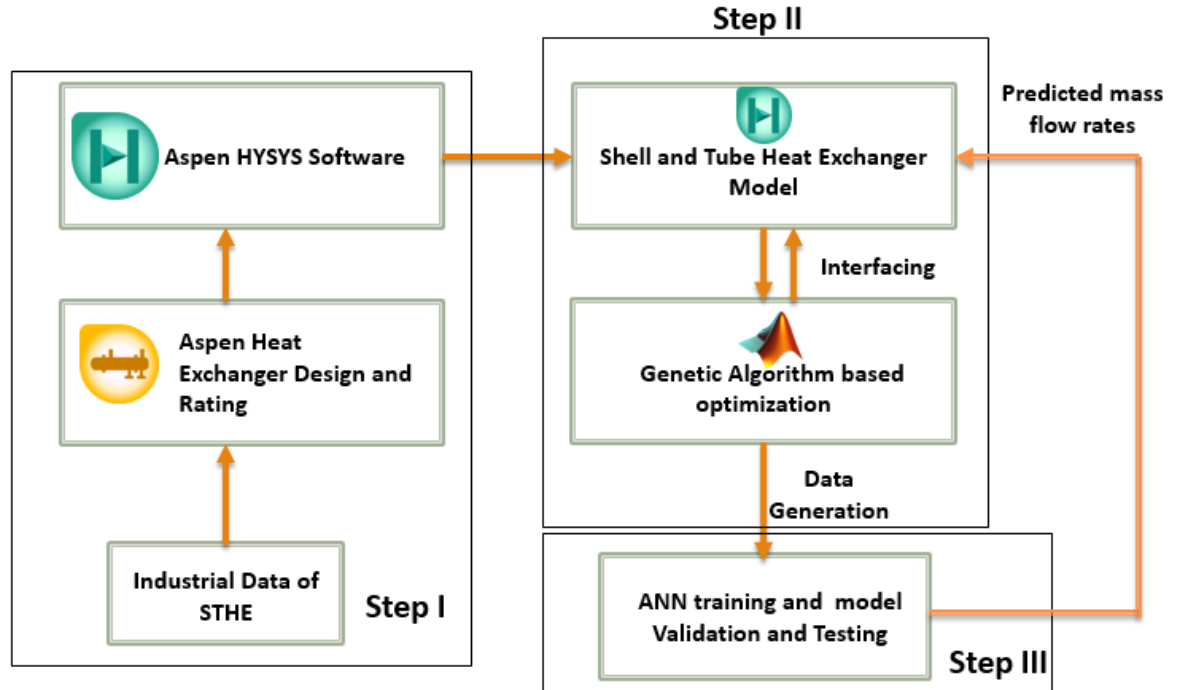 Step II
Predicted mass
flow rates
Aspen HYSYS Software
Shell and Tube Heat Exchanger
Model
Interfacing
Aspen Heat
Exchanger Design and
Rating
Genetic Algorithm based
optimization
Data
Generation
Industrial Data of
STHE
Step I
ANN training and model
Validation and Testing
Step III